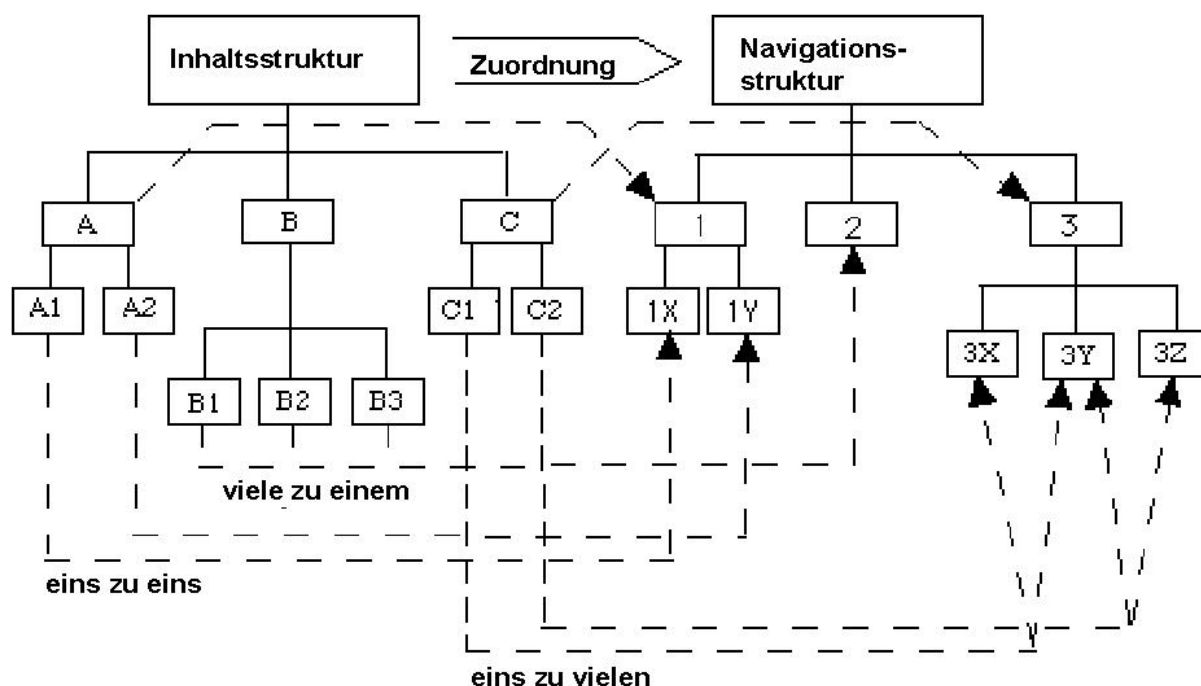 Inhaltsstruktur
Zuordnung
Navigations-
struktur
A
B
C
1
2
3
A1
A2
C1
C2
1X
1Y
3X
3Y
3Z
B1
B2
B3
viele zu einem
eins zu eins
eins zu vielen